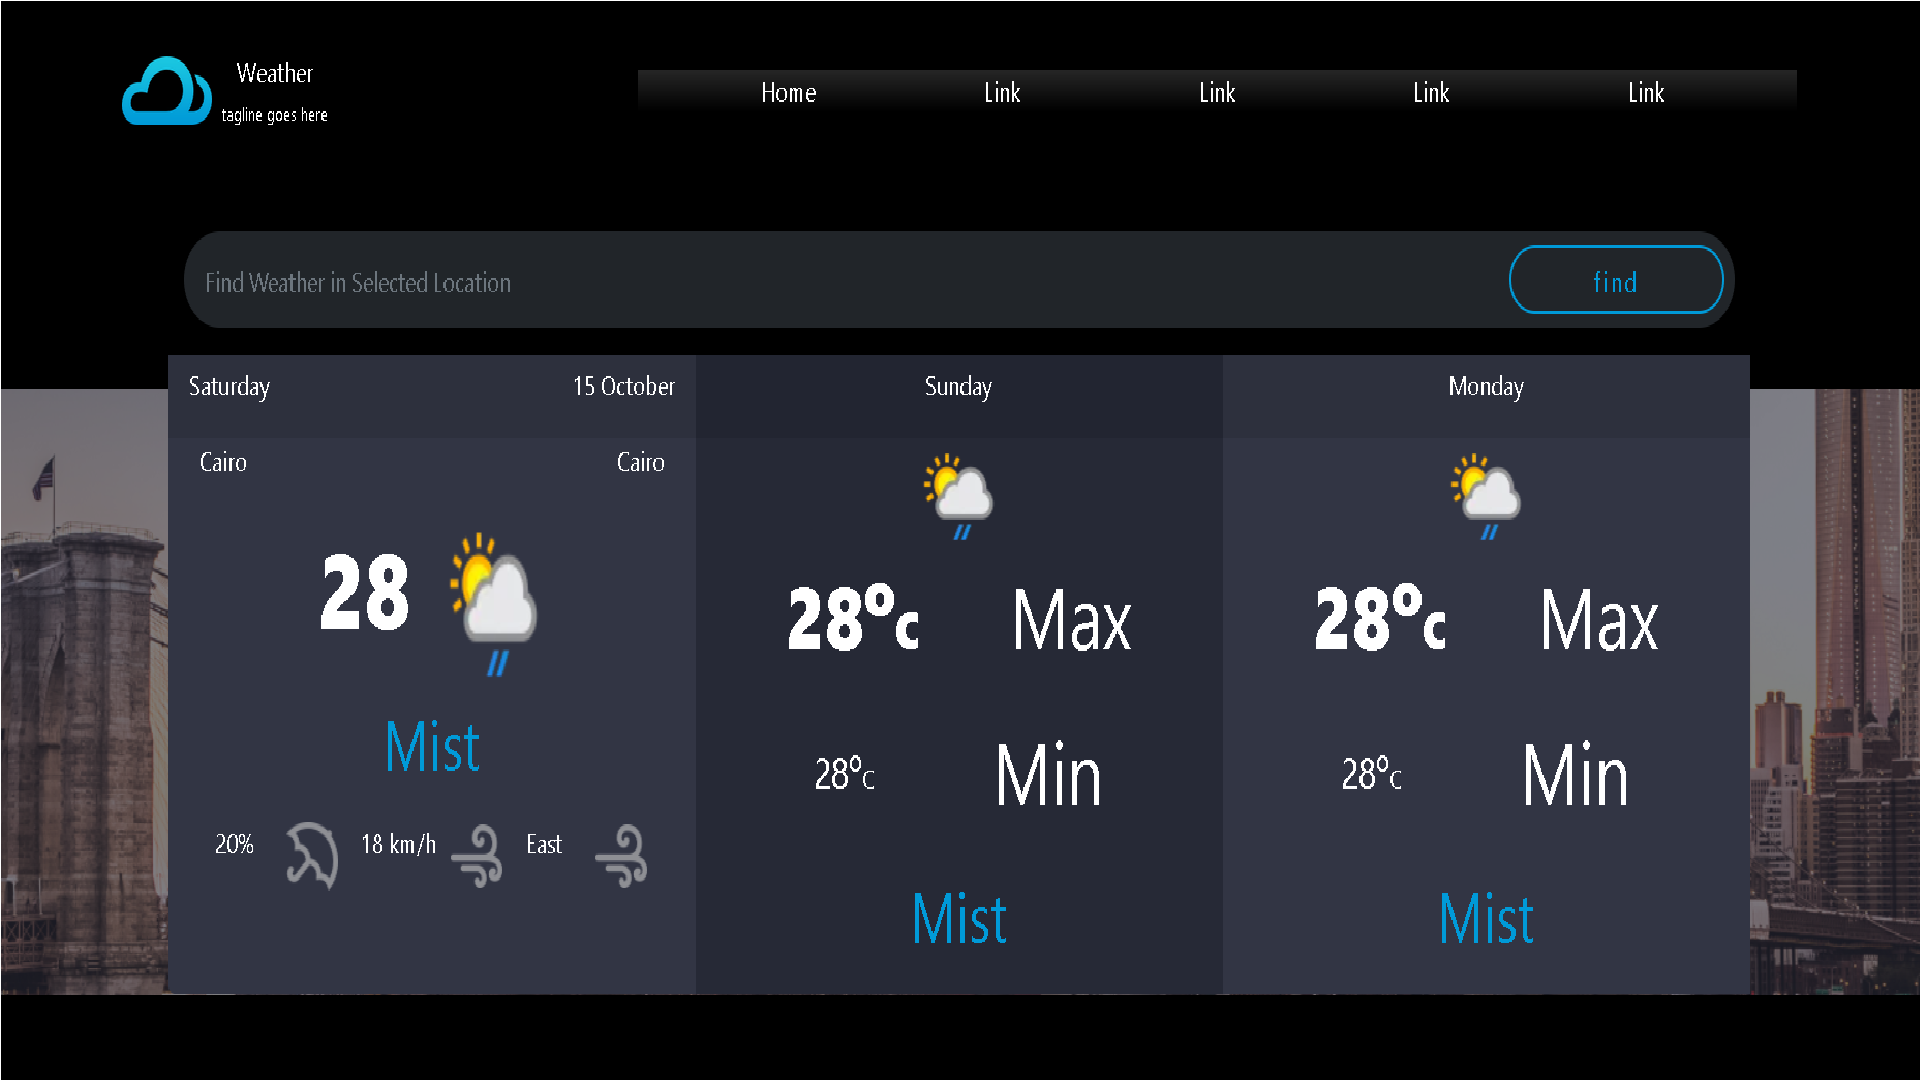 Weather
tagline goes here
Home Link Link Link Link
Find Weather in Selected Location
find
Saturday 15 October
Cairo Cairo
28
Mist
20% 18 km/h East
Sunday
28°c Max
28°c Min
Mist
Monday
28°c Max
28°c Min
Mist